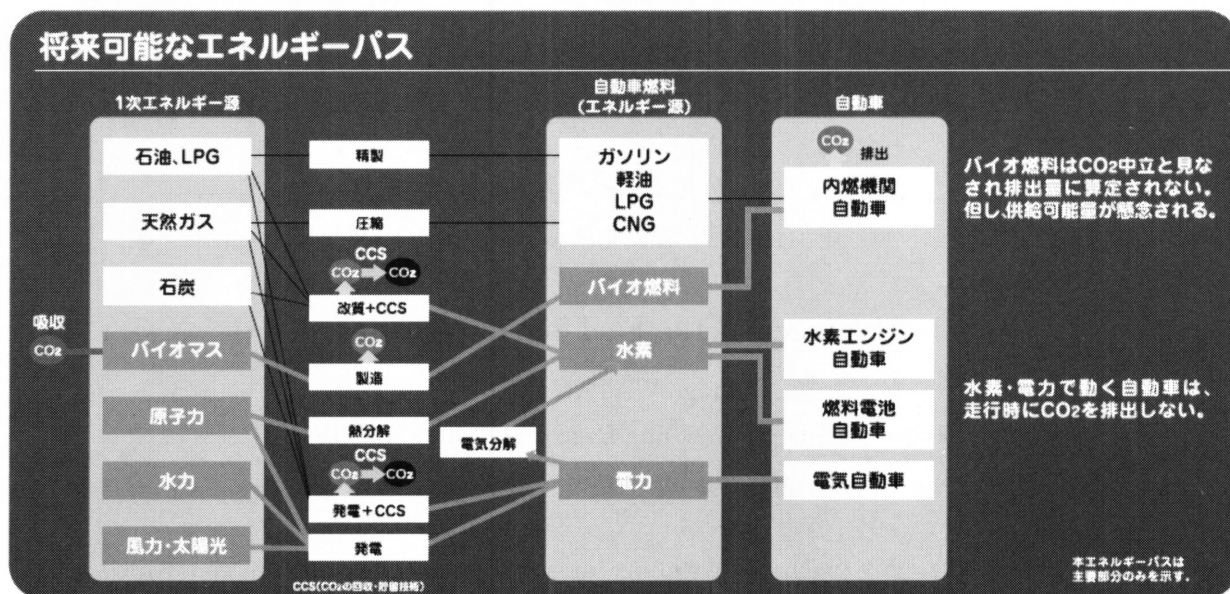 将来可能なエネルギーパス
1次エネルギー源
石油、LPG
天然ガス
石炭
吸収
CO2
バイオマス
原子力
水力
風力・太陽光
精製
圧縮
CCS
CO2
CO2
改質+CCS
CO2
製造
熱分解
CCS
CO2
CO2
発電+CCS
発電
CCS(CO2の回収・貯留技術)
電気分解
自動車燃料
(エネルギー源)
ガソリン
軽油
LPG
CNG
バイオ燃料
水素
電力
自動車
CO2
排出
内燃機関
自動車
水素エンジン
自動車
燃料電池
自動車
電気自動車
バイオ燃料はCO2中立と見な
され排出量に算定されない。
但し、供給可能量が懸念される。
水素・電力で動く自動車は、
走行時にCO2を排出しない。
本エネルギーパスは
主要部分のみを示す。